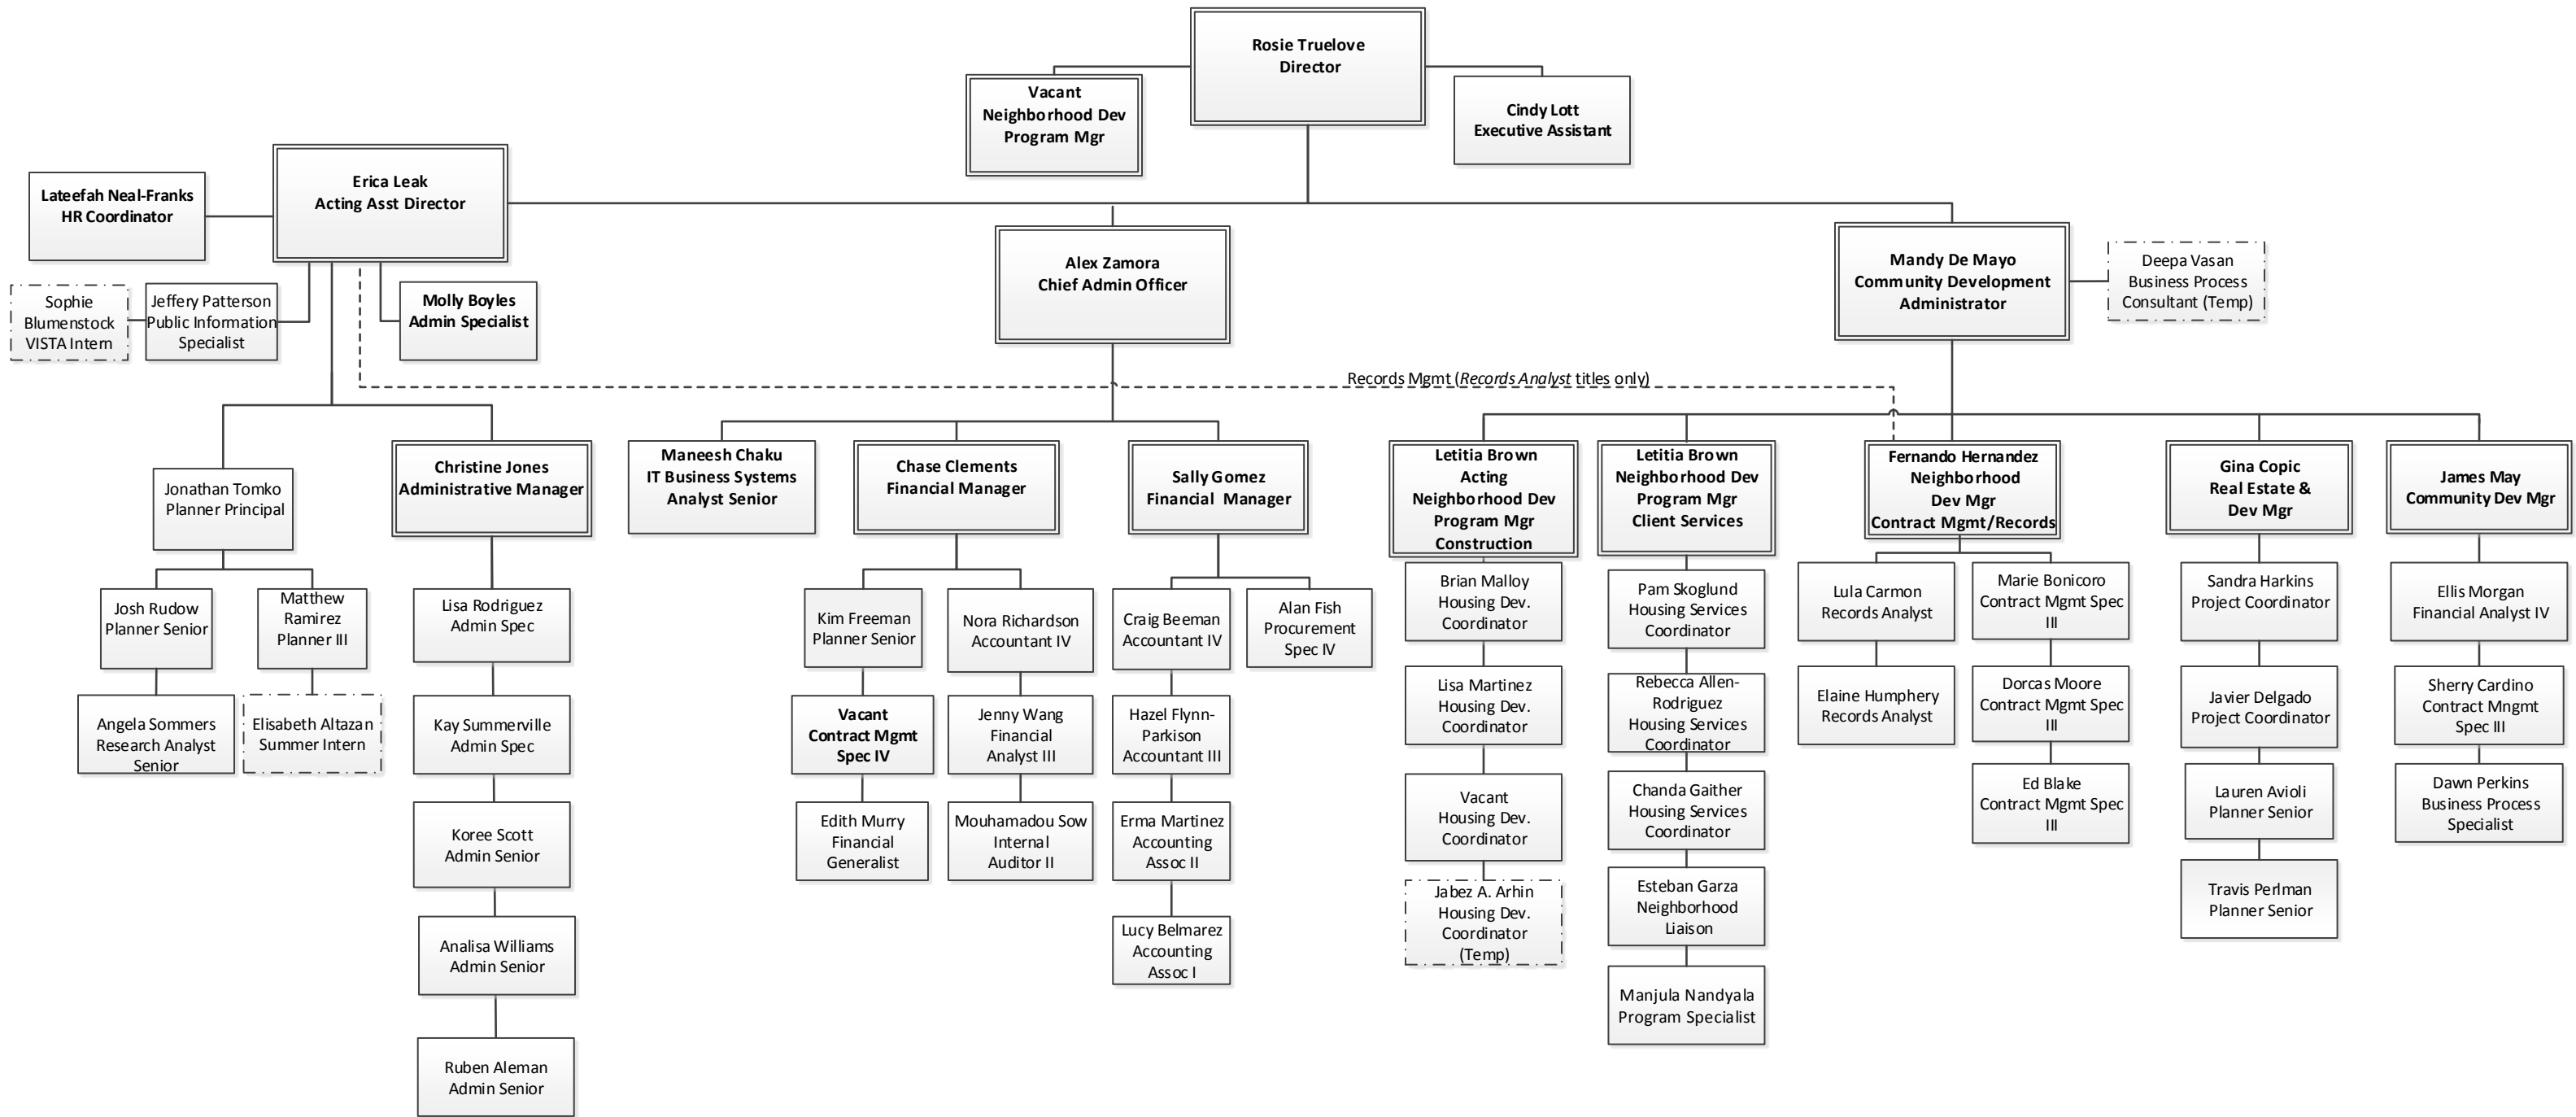 Rosie Truelove
Director
Vacant
Neighborhood Dev
Program Mgr
Cindy Lott
Executive Assistant
Lateefah Neal-Franks
HR Coordinator
Erica Leak
Acting Asst Director
Alex Zamora
Chief Admin Officer
Mandy De Mayo
Community Development
Administrator
Deepa Vasan
Business Process
Consultant (Temp)
Sophie
Blumenstock
VISTA Intern
Jeffery Patterson
Public Information
Specialist
Molly Boyles
Admin Specialist
Records Mgmt (Records Analyst titles only)
Jonathan Tomko
Planner Principal
Christine Jones
Administrative Manager
Maneesh Chaku
IT Business Systems
Analyst Senior
Chase Clements
Financial Manager
Sally Gomez
Financial Manager
Letitia Brown
Acting
Neighborhood Dev
Program Mgr
Construction
Letitia Brown
Neighborhood Dev
Program Mgr
Client Services
Fernando Hernandez
Neighborhood
Dev Mgr
Contract Mgmt/Records
Gina Copic
Real Estate &
Dev Mgr
James May
Community Dev Mgr
Josh Rudow
Planner Senior
Matthew
Ramirez
Planner III
Lisa Rodriguez
Admin Spec
Kim Freeman
Planner Senior
Nora Richardson
Accountant IV
Craig Beeman
Accountant IV
Alan Fish
Procurement
Spec IV
Brian Malloy
Housing Dev.
Coordinator
Pam Skoglund
Housing Services
Coordinator
Lula Carmon
Records Analyst
Marie Bonicoro
Contract Mgmt Spec
III
Sandra Harkins
Project Coordinator
Ellis Morgan
Financial Analyst IV
Angela Sommers
Research Analyst
Senior
Elisabeth Altazan
Summer Intern
Kay Summerville
Admin Spec
Vacant
Contract Mgmt
Spec IV
Jenny Wang
Financial
Analyst III
Hazel Flynn-
Parkison
Accountant III
Lisa Martinez
Housing Dev.
Coordinator
Rebecca Allen-
Rodriguez
Housing Services
Coordinator
Elaine Humphery
Records Analyst
Dorcas Moore
Contract Mgmt Spec
III
Javier Delgado
Project Coordinator
Sherry Cardino
Contract Mngmt
Spec III
Koree Scott
Admin Senior
Edith Murry
Financial
Generalist
Mouhamadou Sow
Internal
Auditor II
Erma Martinez
Accounting
Assoc II
Vacant
Housing Dev.
Coordinator
Chanda Gaither
Housing Services
Coordinator
Ed Blake
Contract Mgmt Spec
III
Lauren Avioli
Planner Senior
Dawn Perkins
Business Process
Specialist
Analisa Williams
Admin Senior
Lucy Belmarez
Accounting
Assoc I
Jabez A. Arhin
Housing Dev.
Coordinator
(Temp)
Esteban Garza
Neighborhood
Liaison
Travis Perlman
Planner Senior
Manjula Nandyala
Program Specialist
Ruben Aleman
Admin Senior